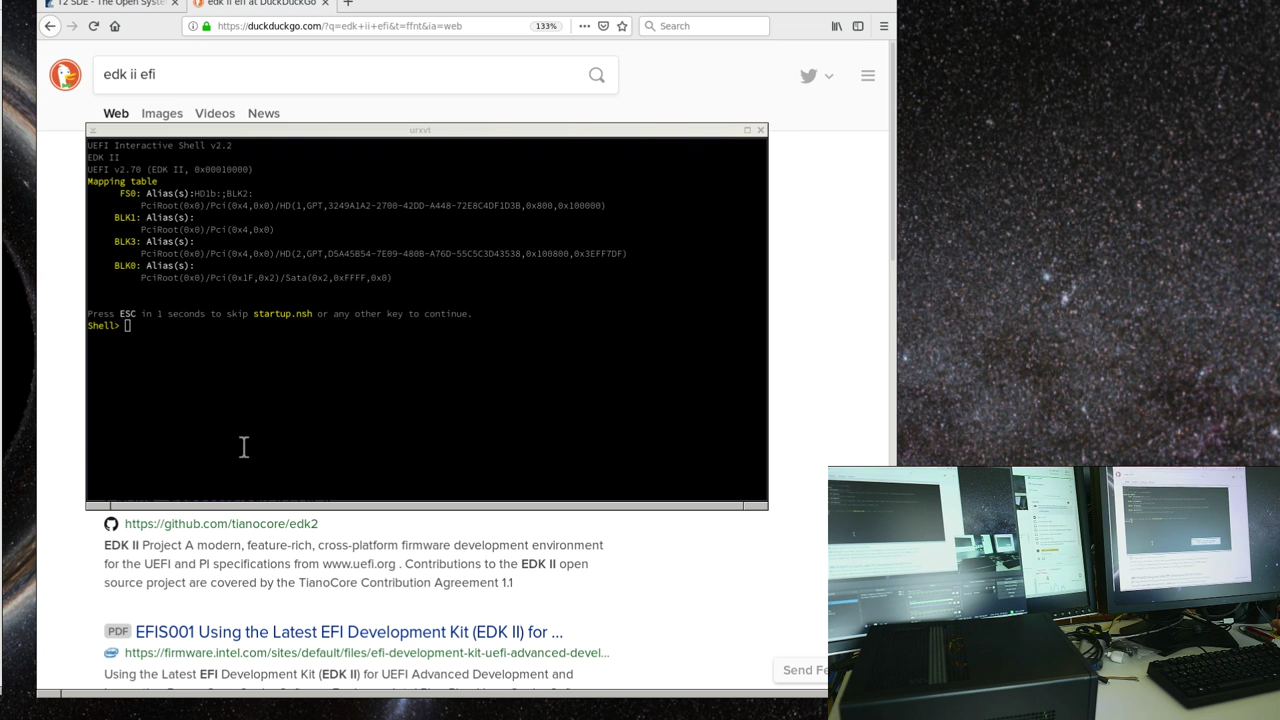 T2 SDE - The Open System
edk ii efi at DuckDuckGo
https://duckduckgo.com/?q=edk+ii+efi&t=ffnt&ia=web
133%
Search
edk ii efi
Web Images Videos News
urxvt
UEFI Interactive Shell v2.2
EDK II
UEFI v2.70 (EDK II, 0x00010000)
Mapping table
FS0: Alias(s):HD1b:;BLK2:
PciRoot(0x0)/Pci(0x4,0x0)/HD(1,GPT,3249A1A2-2700-42DD-A448-72E8C4DF1D3B,0x800,0x100000)
BLK1: Alias(s):
PciRoot(0x0)/Pci(0x4,0x0)
BLK3: Alias(s):
PciRoot(0x0)/Pci(0x4,0x0)/HD(2,GPT,D5A45B54-7E09-480B-A76D-55C5C3D43538,0x100800,0x3EFF7DF)
BLK0: Alias(s):
PciRoot(0x0)/Pci(0x1F,0x2)/Sata(0x2,0xFFFF,0x0)
Press ESC in 1 seconds to skip startup.nsh or any other key to continue.
Shell>
https://github.com/tianocore/edk2
EDK II Project A modern, feature-rich, cross-platform firmware development environment
for the UEFI and PI specifications from www.uefi.org . Contributions to the EDK II open
source project are covered by the TianoCore Contribution Agreement 1.1
PDF EFIS001 Using the Latest EFI Development Kit (EDK II) for ...
https://firmware.intel.com/sites/default/files/efi-development-kit-uefi-advanced-devel...
Using the Latest EFI Development Kit (EDK II) for UEFI Advanced Development and
Send Fe